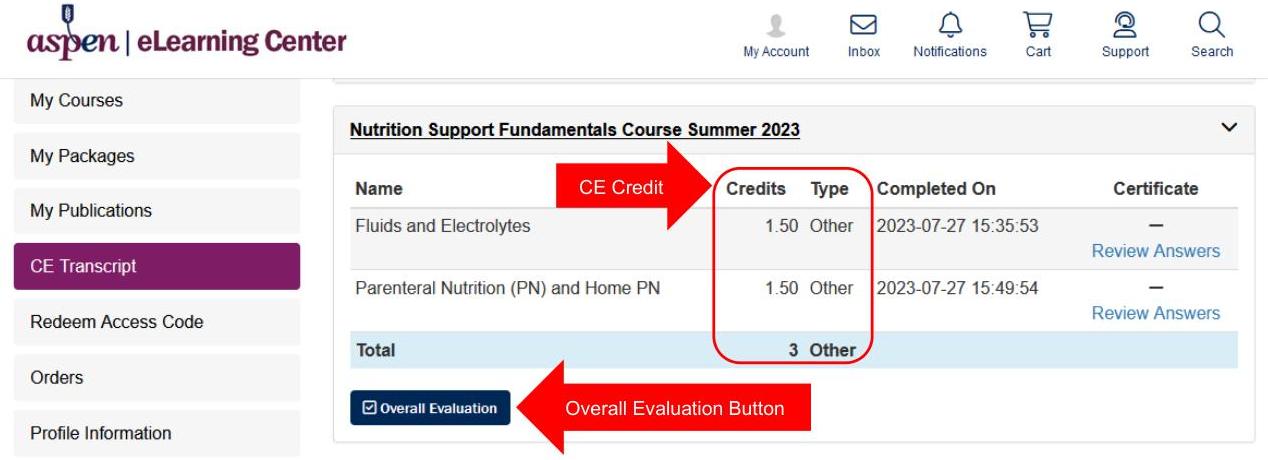 aspen | eLearning Center
My Account
Inbox
Notifications
Cart
Support
Search
My Courses
My Packages
My Publications
CE Transcript
Redeem Access Code
Orders
Profile Information
Nutrition Support Fundamentals Course Summer 2023
CE Credit
Name Credits Type Completed On Certificate
Fluids and Electrolytes 1.50 Other 2023-07-27 15:35:53 —
Review Answers
Parenteral Nutrition (PN) and Home PN 1.50 Other 2023-07-27 15:49:54 —
Review Answers
Total 3 Other
Overall Evaluation
Overall Evaluation Button